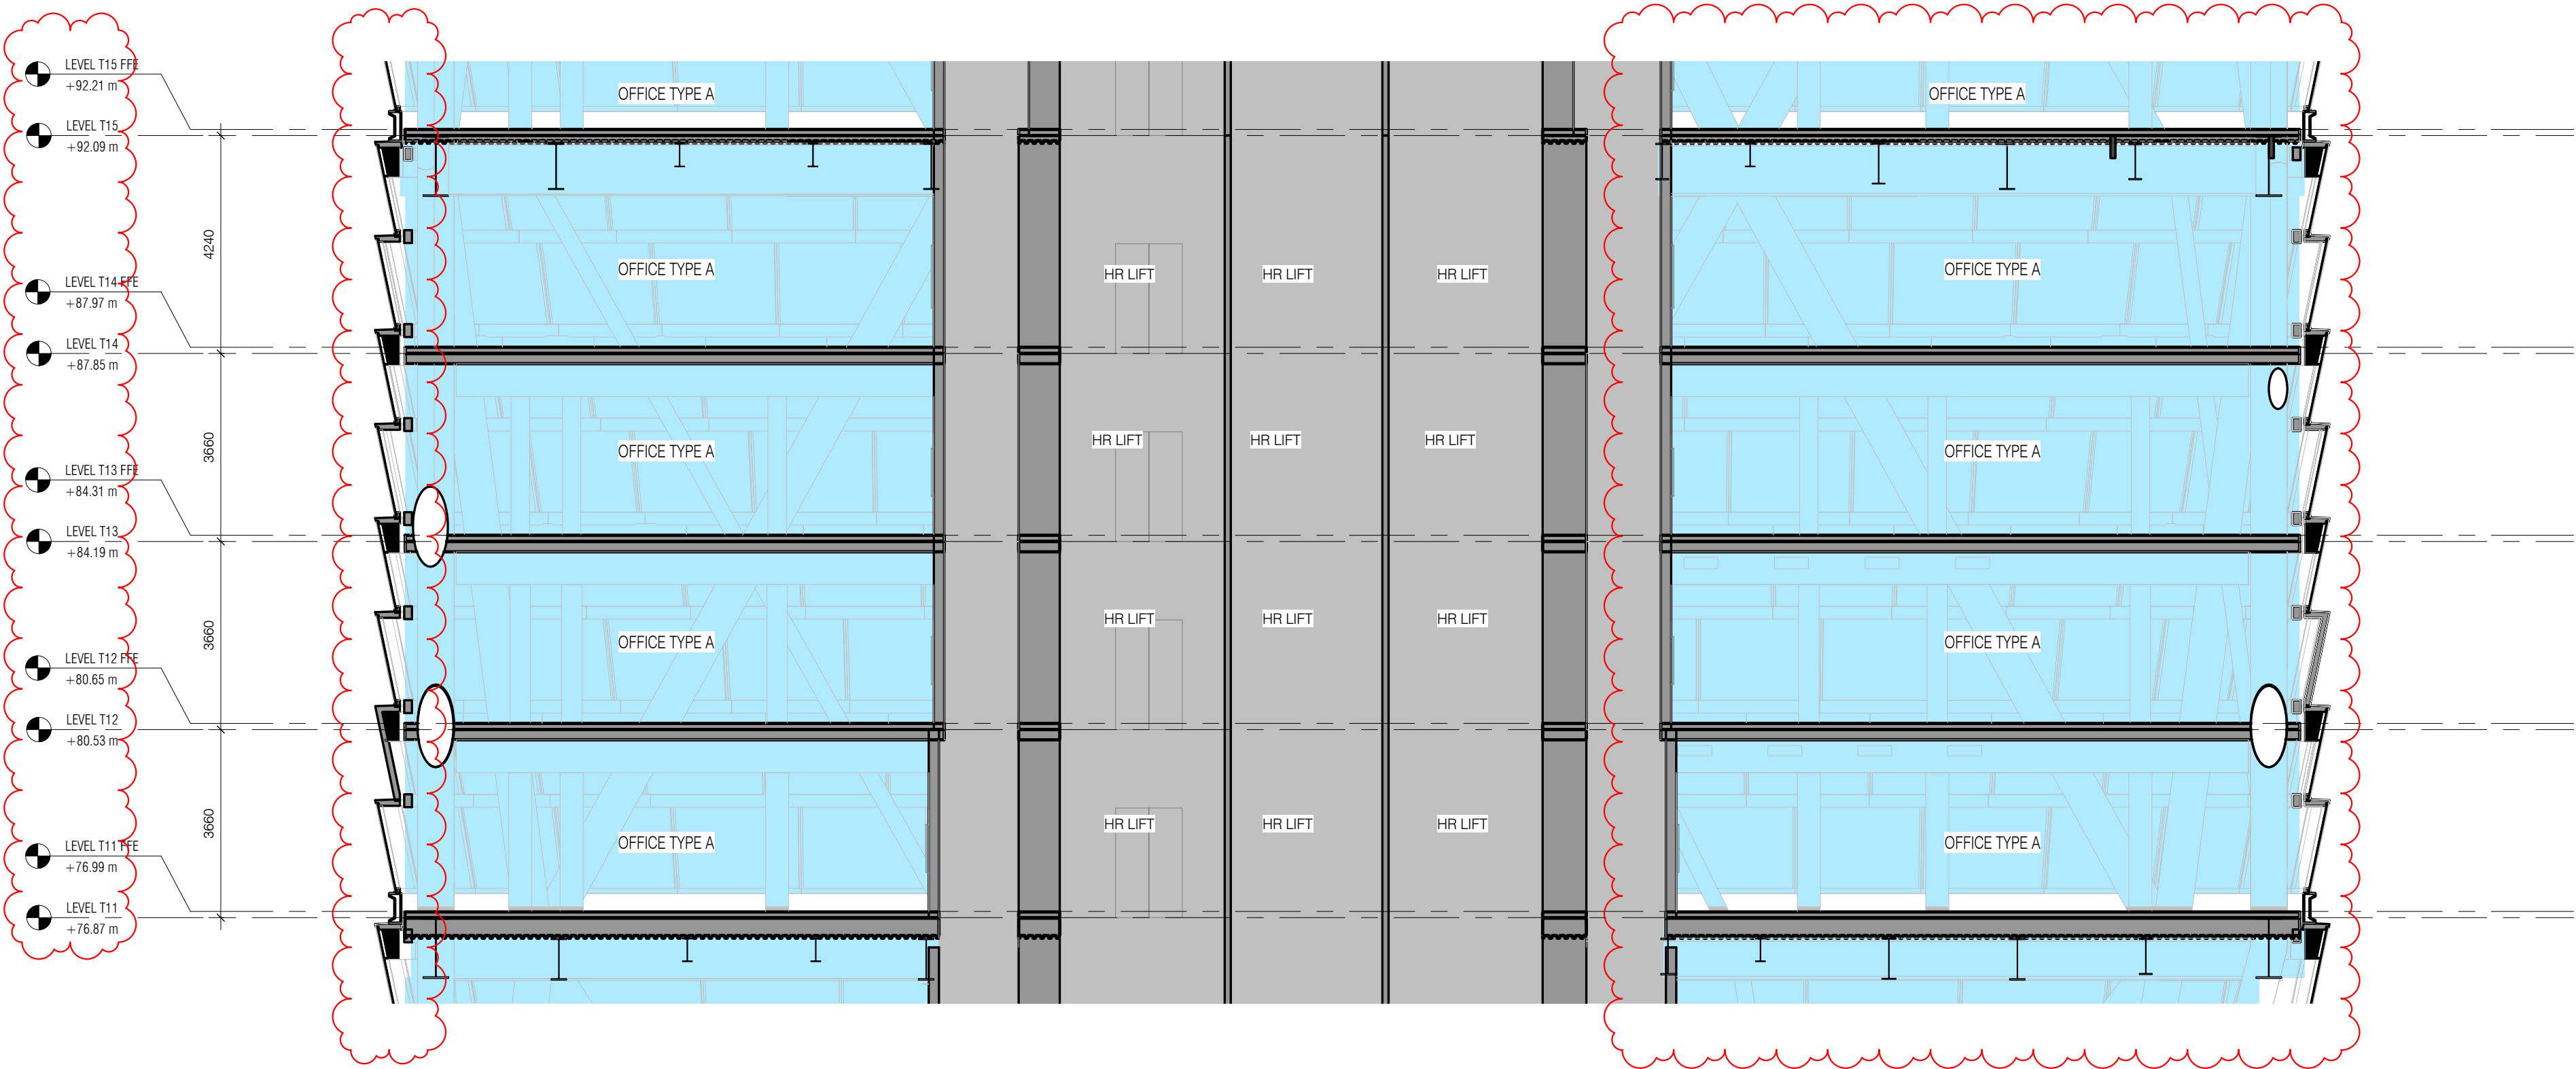 LEVEL T15 FFE
+92.21 m
OFFICE TYPE A
OFFICE TYPE A
LEVEL T15
+92.09 m
4240
OFFICE TYPE A
HR LIFT
HR LIFT
HR LIFT
OFFICE TYPE A
LEVEL T14 FFE
+87.97 m
LEVEL T14
+87.85 m
3660
OFFICE TYPE A
HR LIFT
HR LIFT
HR LIFT
OFFICE TYPE A
LEVEL T13 FFE
+84.31 m
LEVEL T13
+84.19 m
3660
OFFICE TYPE A
HR LIFT
HR LIFT
HR LIFT
OFFICE TYPE A
LEVEL T12 FFE
+80.65 m
LEVEL T12
+80.53 m
3660
OFFICE TYPE A
HR LIFT
HR LIFT
HR LIFT
OFFICE TYPE A
LEVEL T11 FFE
+76.99 m
LEVEL T11
+76.87 m